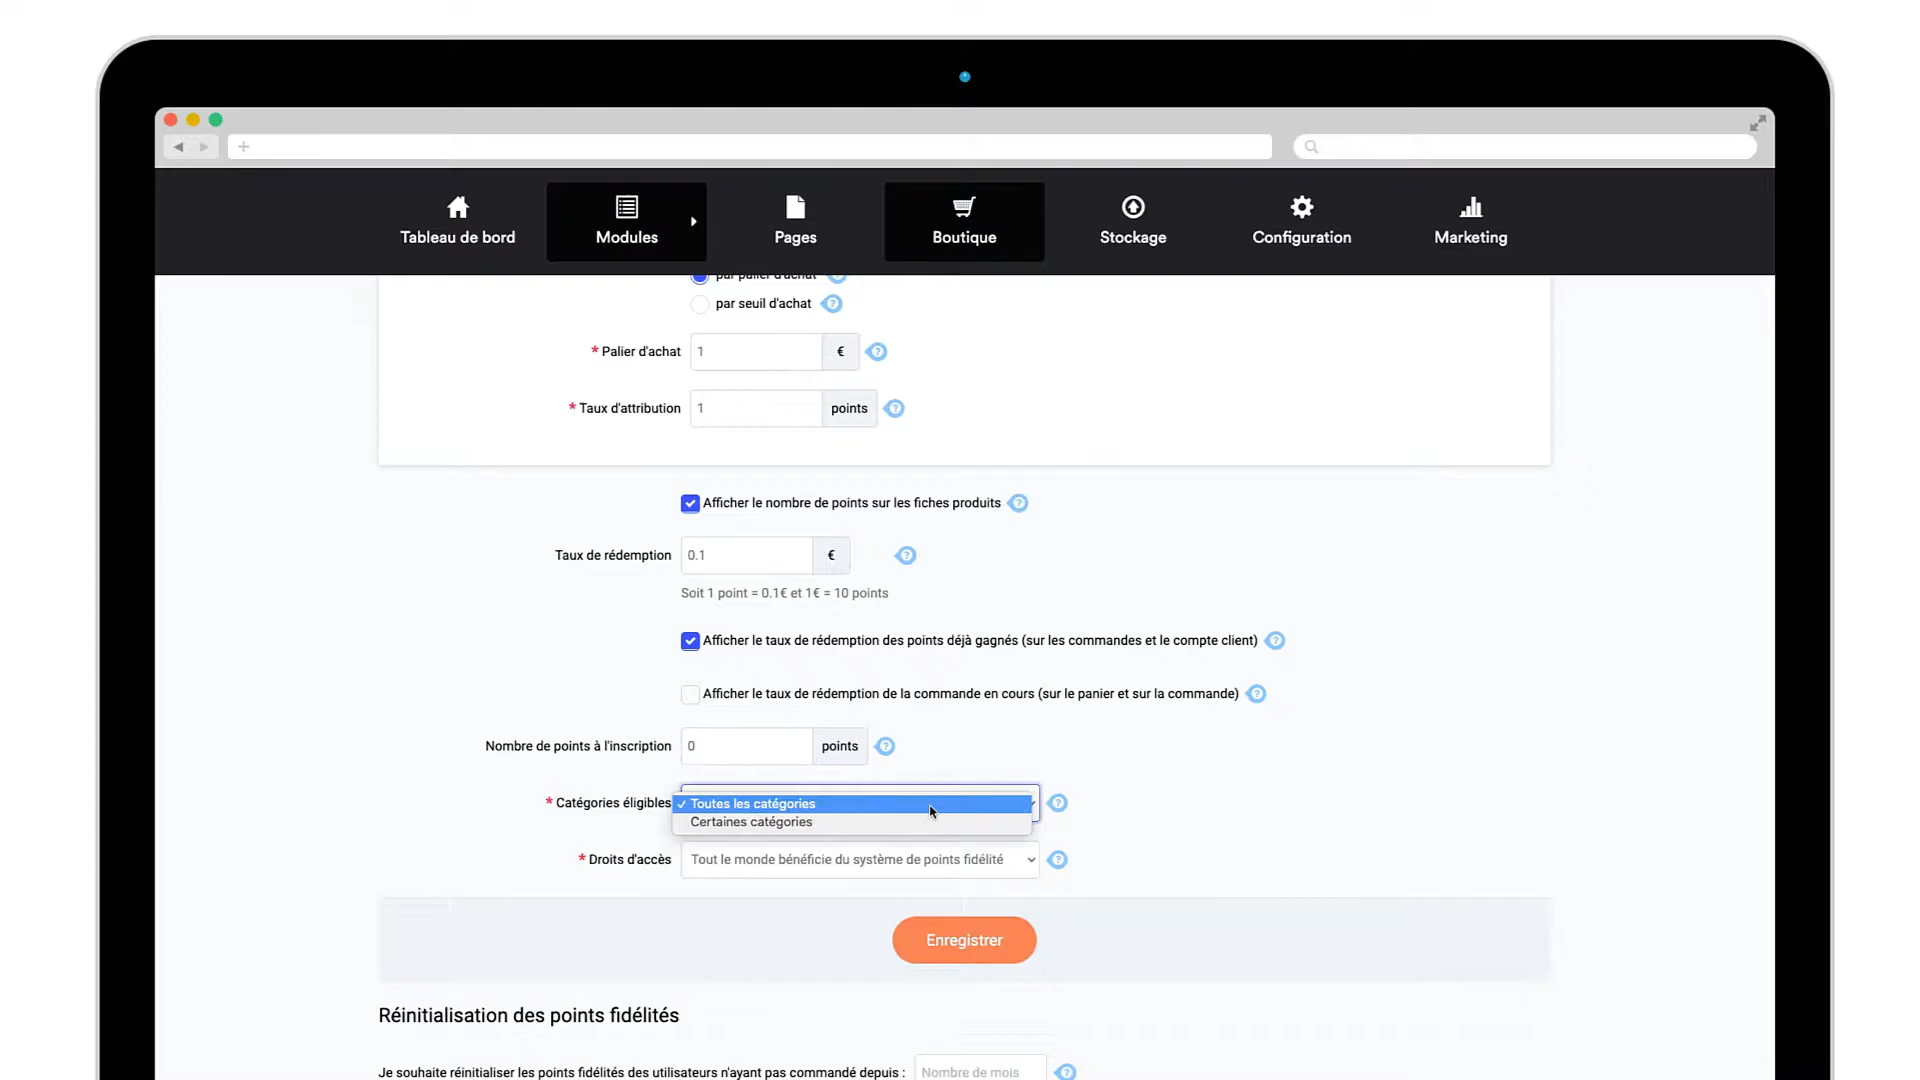 Tableau de bord
Modules
Pages
Boutique
Stockage
Configuration
Marketing
par palier d'achat
par seuil d'achat
* Palier d'achat 1 €
* Taux d'attribution 1 points
Afficher le nombre de points sur les fiches produits
Taux de rédemption 0.1 €
Soit 1 point = 0.1€ et 1€ = 10 points
Afficher le taux de rédemption des points déjà gagnés (sur les commandes et le compte client)
Afficher le taux de rédemption de la commande en cours (sur le panier et sur la commande)
Nombre de points à l'inscription 0 points
* Catégories éligibles ✓ Toutes les catégories
Certaines catégories
* Droits d'accès Tout le monde bénéficie du système de points fidélité
Enregistrer
Réinitialisation des points fidélités
Je souhaite réinitialiser les points fidélités des utilisateurs n'ayant pas commandé depuis : Nombre de mois